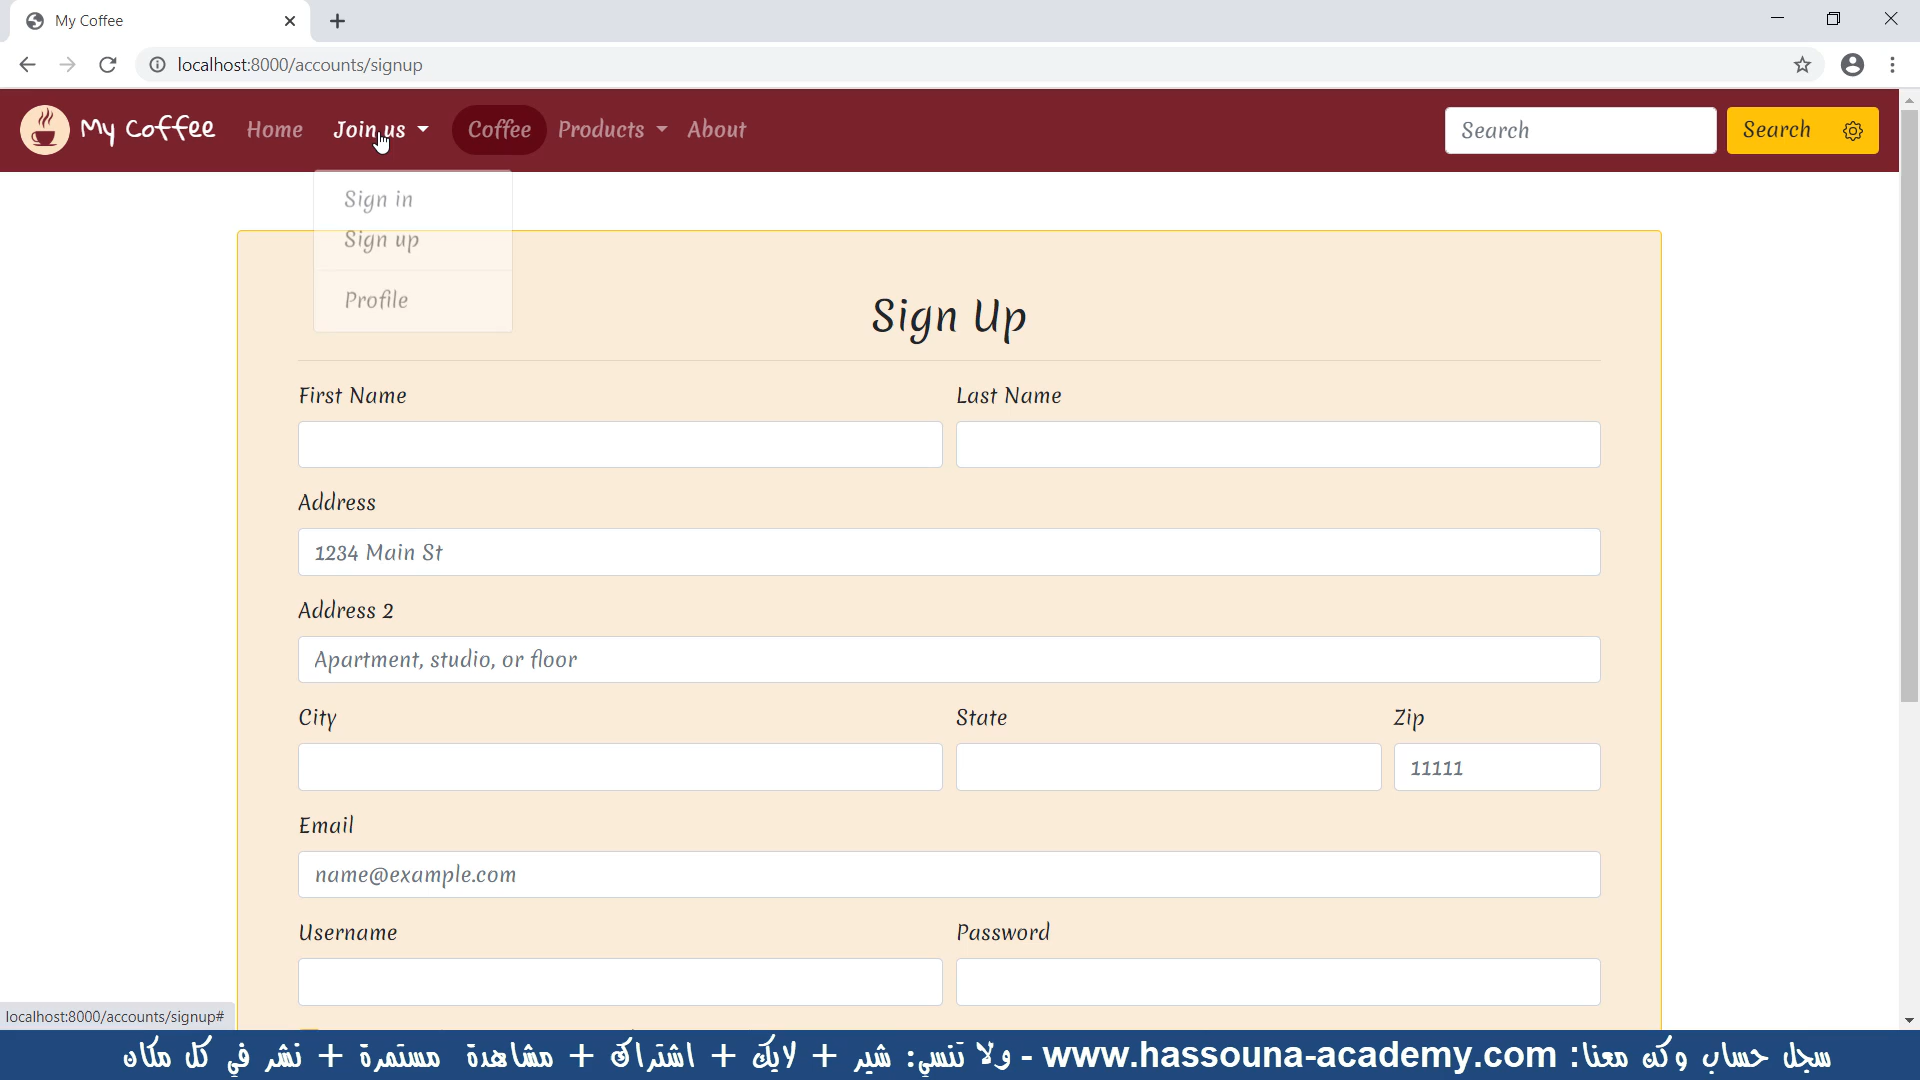 My Coffee
localhost:8000/accounts/signup
My Coffee Home Join us Coffee Products About Search Search
Sign in
Sign up
Profile
Sign Up
First Name Last Name
Address
1234 Main St
Address 2
Apartment, studio, or floor
City State Zip
11111
Email
name@example.com
Username Password
localhost:8000/accounts/signup#
سجل حساب وكن معنا: www.hassouna-academy.com - ولا تنسى: شير + لايك + اشتراك + مشاهدة مستمرة + نشر في كل مكان